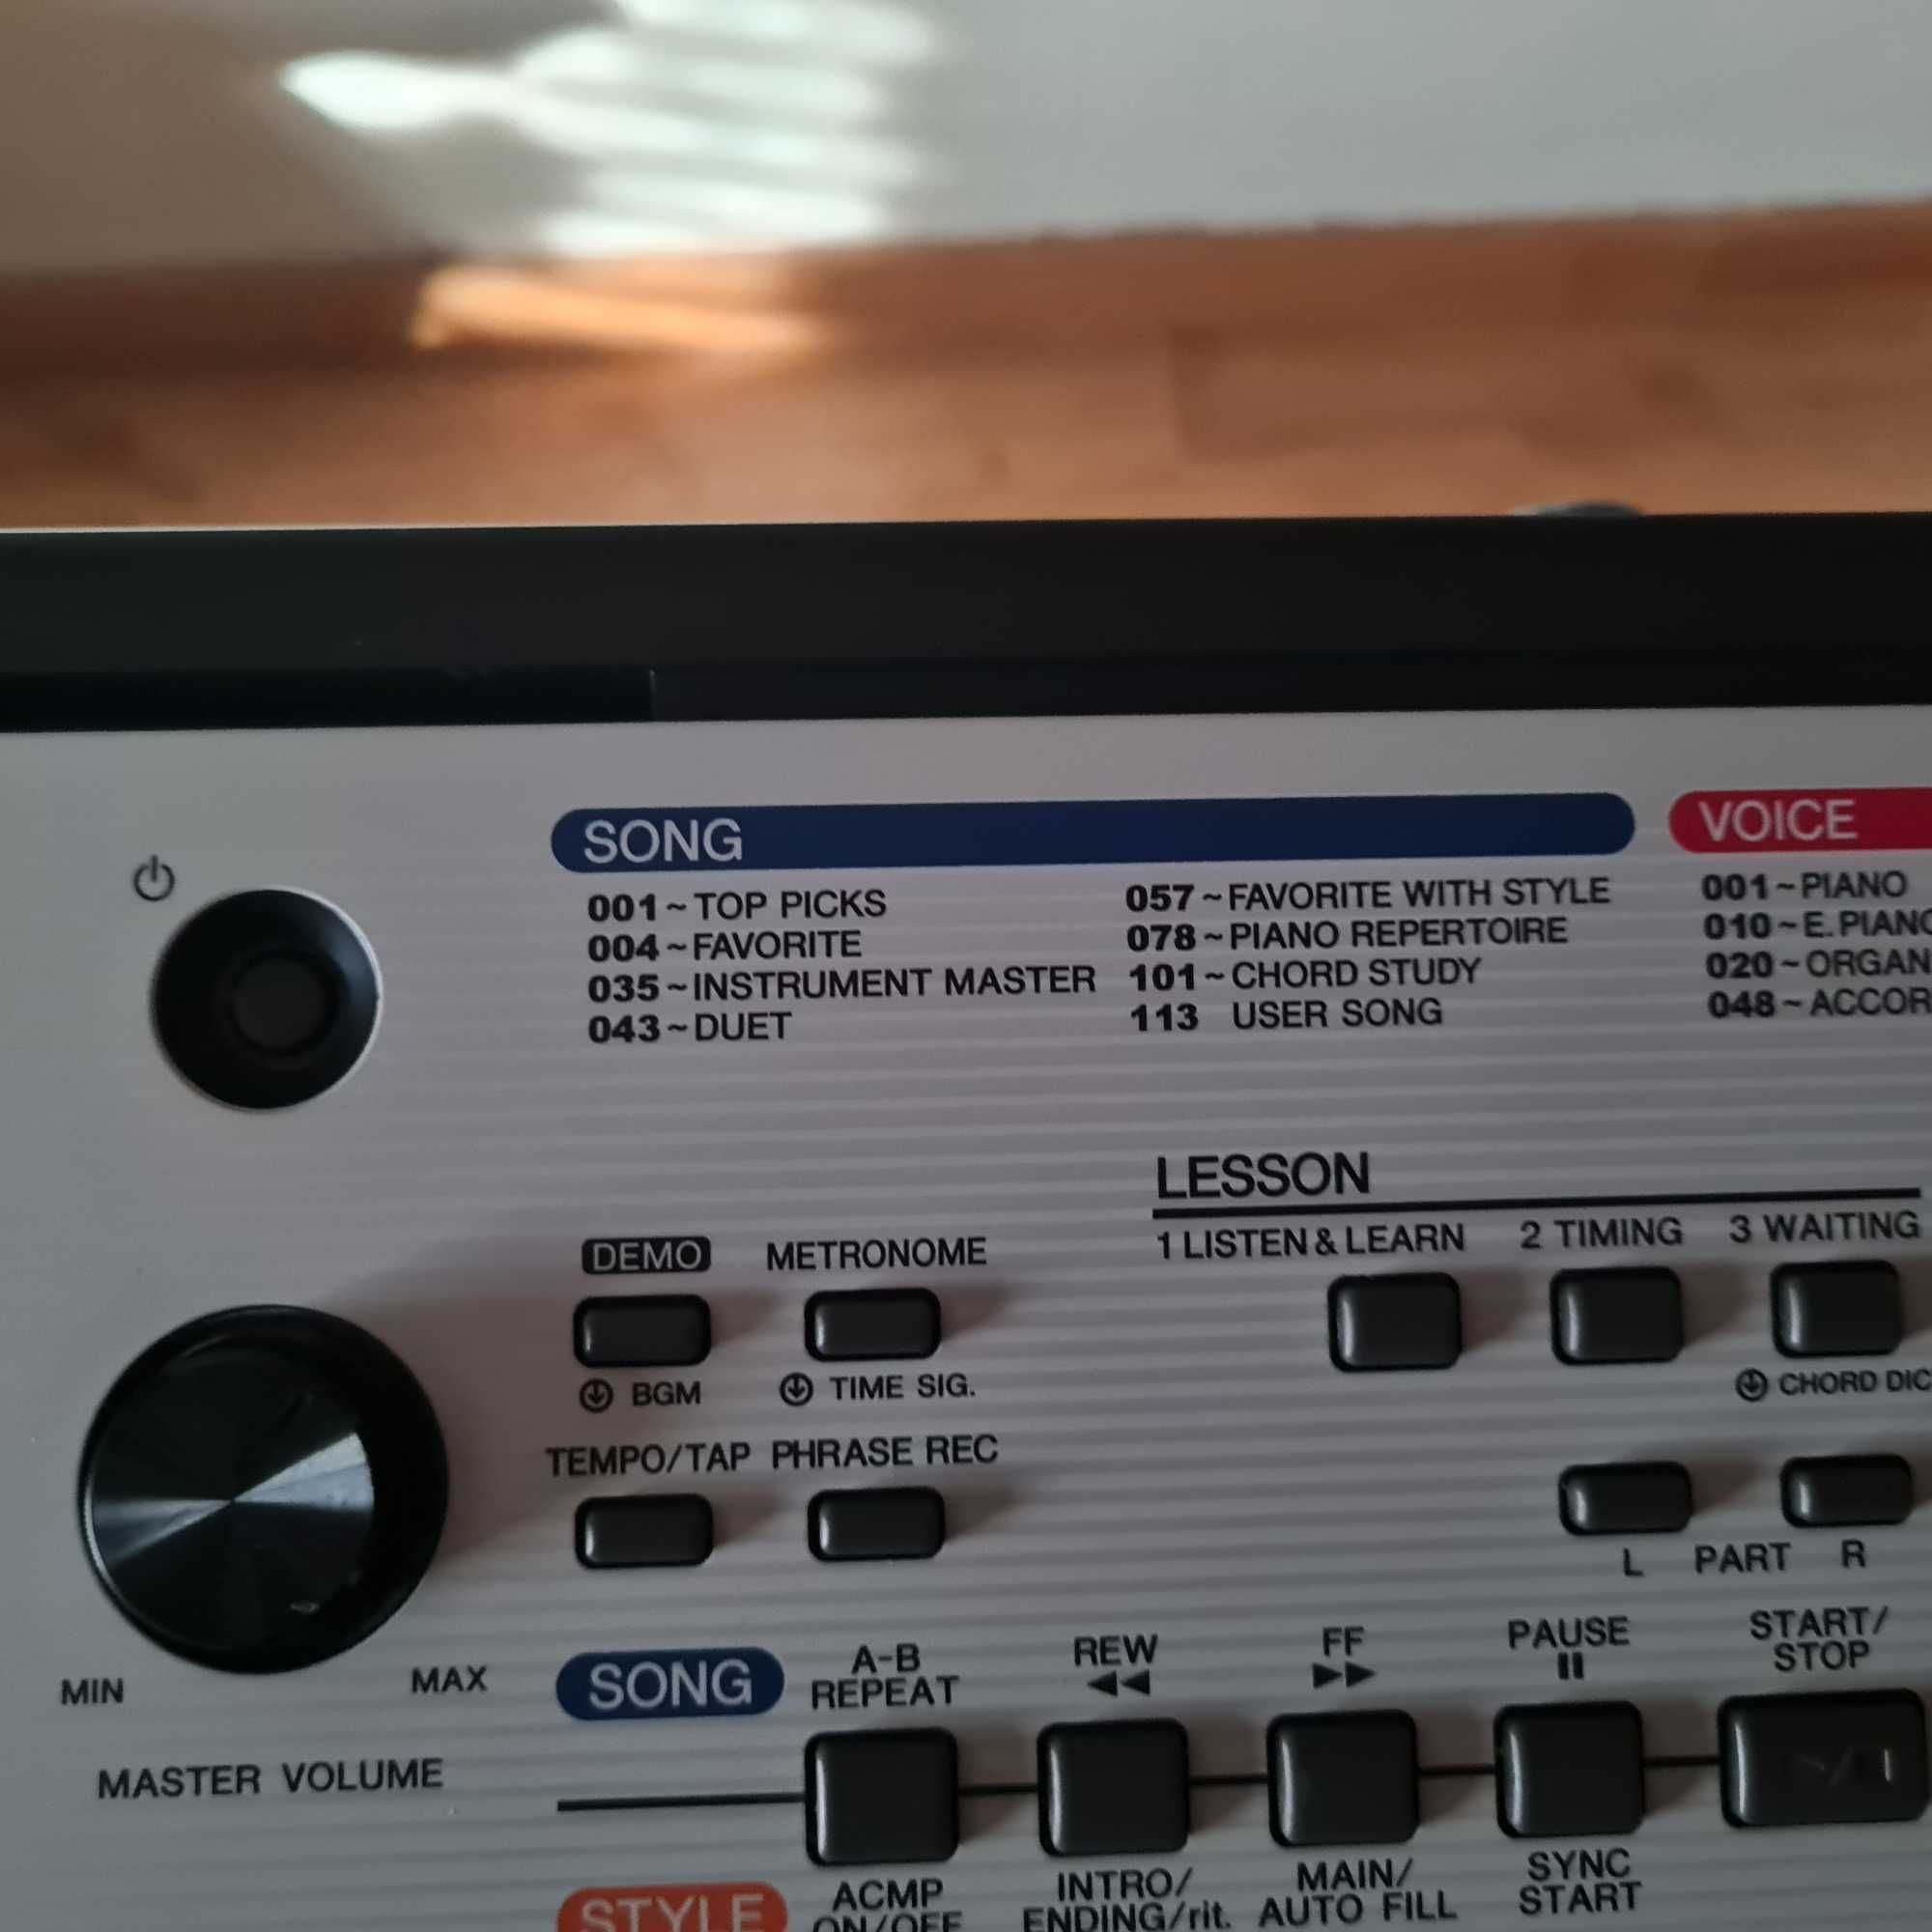 SONG
001~TOP PICKS
004~FAVORITE
035~INSTRUMENT MASTER
043~DUET
057~FAVORITE WITH STYLE
078~PIANO REPERTOIRE
101~CHORD STUDY
113 USER SONG
VOICE
001~PIANO
010~E.PIANO
020~ORGAN
048~
LESSON
1 LISTEN & LEARN
2 TIMING
3 WAITING
DEMO
METRONOME
BGM
TIME SIG.
CHORD
TEMPO/TAP
PHRASE REC
L PART R
MIN
MAX
MASTER VOLUME
SONG
A-B
REPEAT
REW
FF
PAUSE
START/
STOP
STYLE
ACMP
ON/OFF
INTRO/
ENDING/rit.
MAIN/
AUTO FILL
SYNC
START